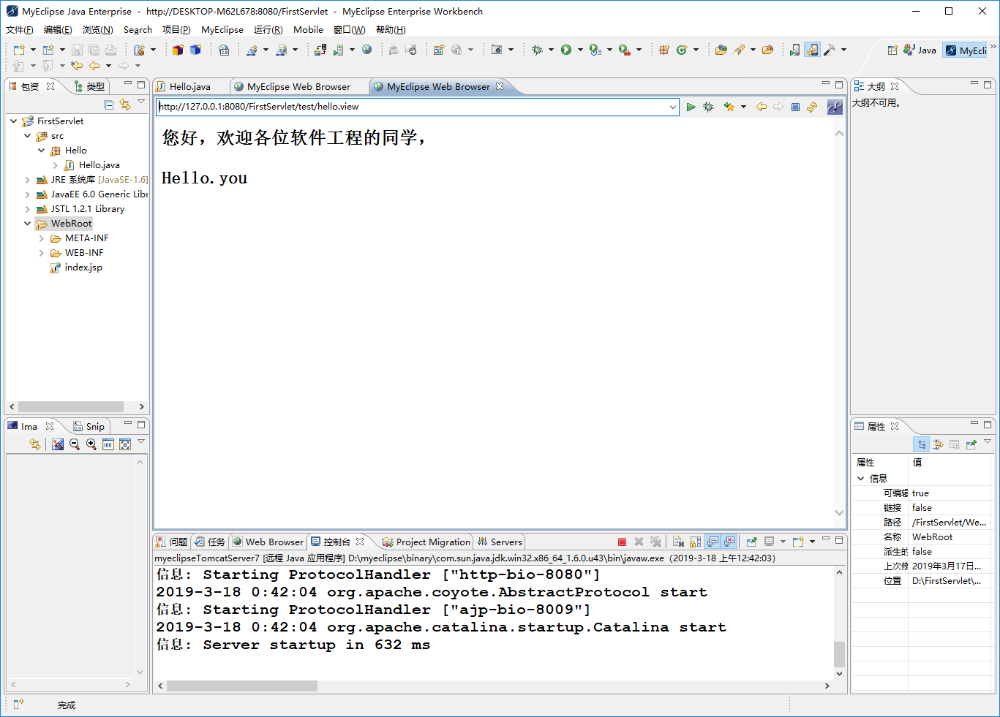 MyEclipse Java Enterprise - http://DESKTOP-M62L678:8080/FirstServlet - MyEclipse Enterprise Workbench
文件(F) 编辑(E) 浏览(N) Search 项目(P) MyEclipse 运行(R) Mobile 窗口(W) 帮助(H)
2.0
Java MyEcli
包资 类型
Hello.java MyEclipse Web Browser MyEclipse Web Browser
大纲
http://127.0.0.1:8080/FirstServlet/test/hello.view
大纲不可用。
FirstServlet
src
Hello
Hello.java
JRE 系统库 [JavaSE-1.6]
JavaEE 6.0 Generic Libr
JSTL 1.2.1 Library
WebRoot
META-INF
WEB-INF
index.jsp
您好，欢迎各位软件工程的同学，
Hello.you
Ima Snip
100
属性
属性 值
信息
可编辑 true
链接 false
路径 /FirstServlet/We...
名称 WebRoot
派生的 false
上次修 2019年3月17日...
位置 D:\FirstServlet\...
问题 任务 Web Browser 控制台 Project Migration Servers
myeclipseTomcatServer7 [远程 Java 应用程序] D:\myeclipse\binary\com.sun.java.jdk.win32.x86_64_1.6.0.u43\bin\javaw.exe（2019-3-18 上午12:42:03）
信息: Starting ProtocolHandler ["http-bio-8080"]
2019-3-18 0:42:04 org.apache.coyote.AbstractProtocol start
信息: Starting ProtocolHandler ["ajp-bio-8009"]
2019-3-18 0:42:04 org.apache.catalina.startup.Catalina start
信息: Server startup in 632 ms
完成